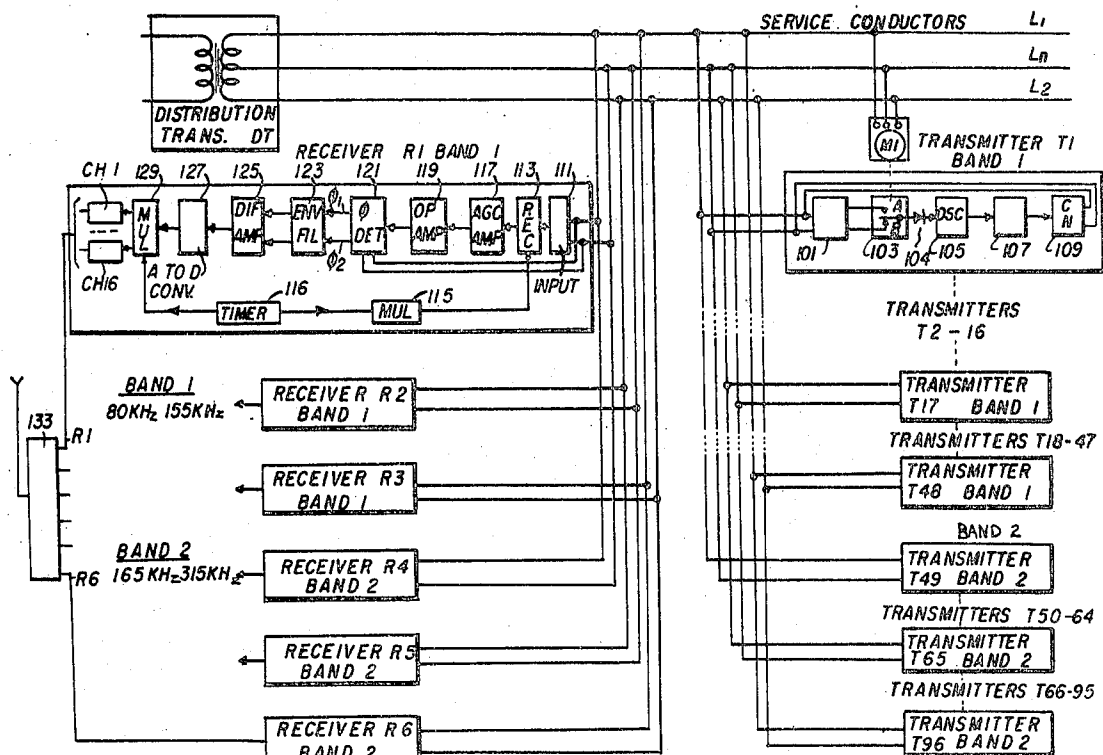 SERVICE CONDUCTORS
L1
Ln
L2
DISTRIBUTION
TRANS. DT
M1
TRANSMITTER T1
BAND 1
RECEIVER R1 BAND 1
CH 1
129
127
125
123
121
119
117
113
111
MUL
DIF
AMP
ENV
FIL
Φ1
Φ2
Φ
DET
OP
AMP
AGC
AMP
REC
INPUT
CH16
A TO D
CONV.
TIMER
116
MUL
115
A
B
OSC
CN
101
103
104
105
107
109
TRANSMITTERS
T2-16
BAND 1
80KHz 155KHz
RECEIVER R2
BAND 1
TRANSMITTER
T17 BAND 1
133
R1
TRANSMITTERS T18-47
RECEIVER R3
BAND 1
TRANSMITTER
T48 BAND 1
BAND 2
165KHz 315KHz
RECEIVER R4
BAND 2
BAND 2
TRANSMITTER
T49 BAND 2
R6
TRANSMITTERS T50-64
RECEIVER R5
BAND 2
TRANSMITTER
T65 BAND 2
TRANSMITTERS T66-95
RECEIVER R6
BAND 2
TRANSMITTER
T96 BAND 2